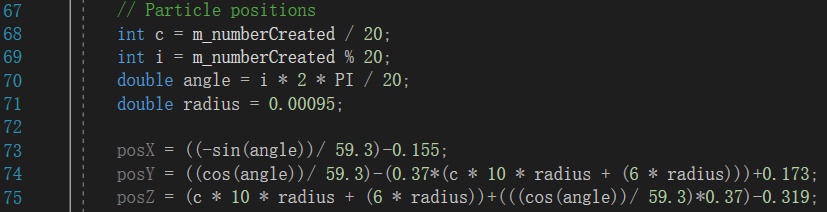 67 // Particle positions
68 int c = m_numberCreated / 20;
69 int i = m_numberCreated % 20;
70 double angle = i * 2 * PI / 20;
71 double radius = 0.00095;
72
73 posX = ((-sin(angle))/ 59.3)-0.155;
74 posY = ((cos(angle))/ 59.3)-(0.37*(c * 10 * radius + (6 * radius)))+0.173;
75 posZ = (c * 10 * radius + (6 * radius))+(((cos(angle))/ 59.3)*0.37)-0.319;